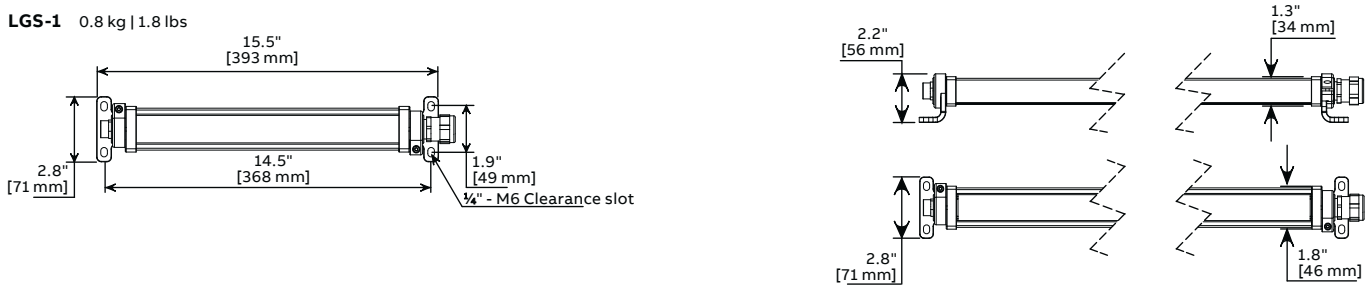 LGS-1 0.8 kg | 1.8 lbs
15.5"
[393 mm]
2.8"
[71 mm]
14.5"
[368 mm]
1.9"
[49 mm]
¼" - M6 Clearance slot
2.2"
[56 mm]
1.3"
[34 mm]
2.8"
[71 mm]
1.8"
[46 mm]